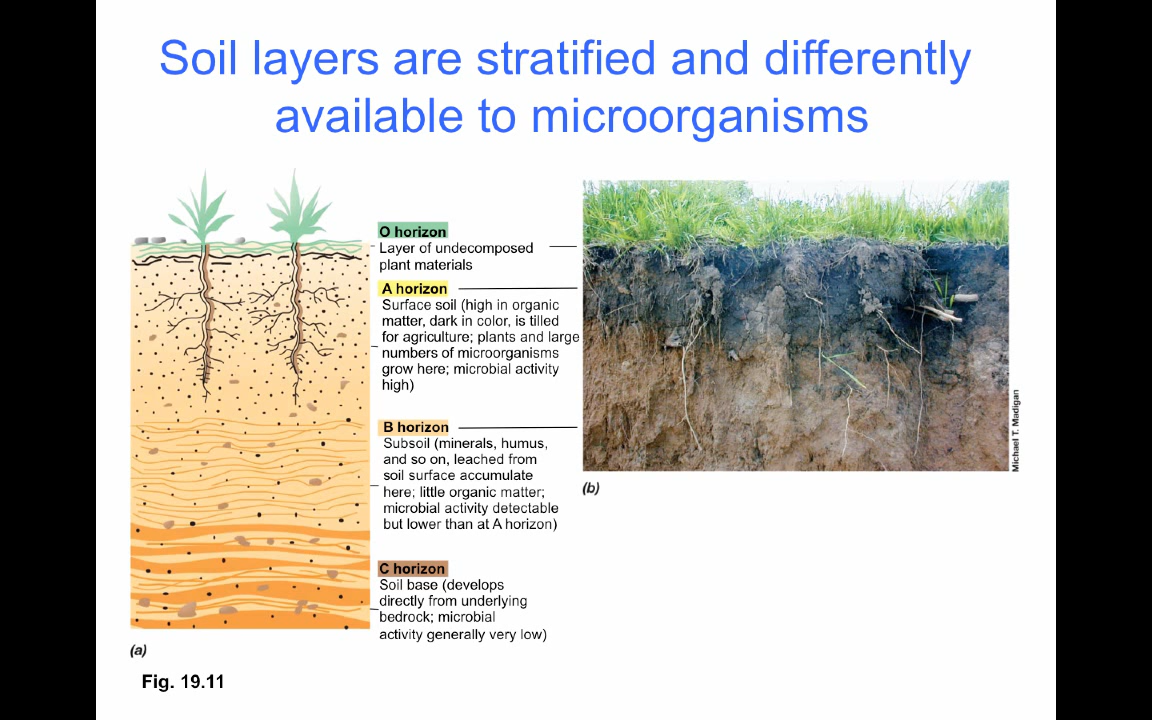 Soil layers are stratified and differently
available to microorganisms
O horizon
Layer of undecomposed
plant materials
A horizon
Surface soil (high in organic
matter, dark in color, is tilled
for agriculture; plants and large
numbers of microorganisms
grow here; microbial activity
high)
B horizon
Subsoil (minerals, humus,
and so on, leached from
soil surface accumulate
here; little organic matter;
microbial activity detectable
but lower than at A horizon)
C horizon
Soil base (develops
directly from underlying
bedrock; microbial
activity generally very low)
(a)
Fig. 19.11
Michael T. Madigan
(b)